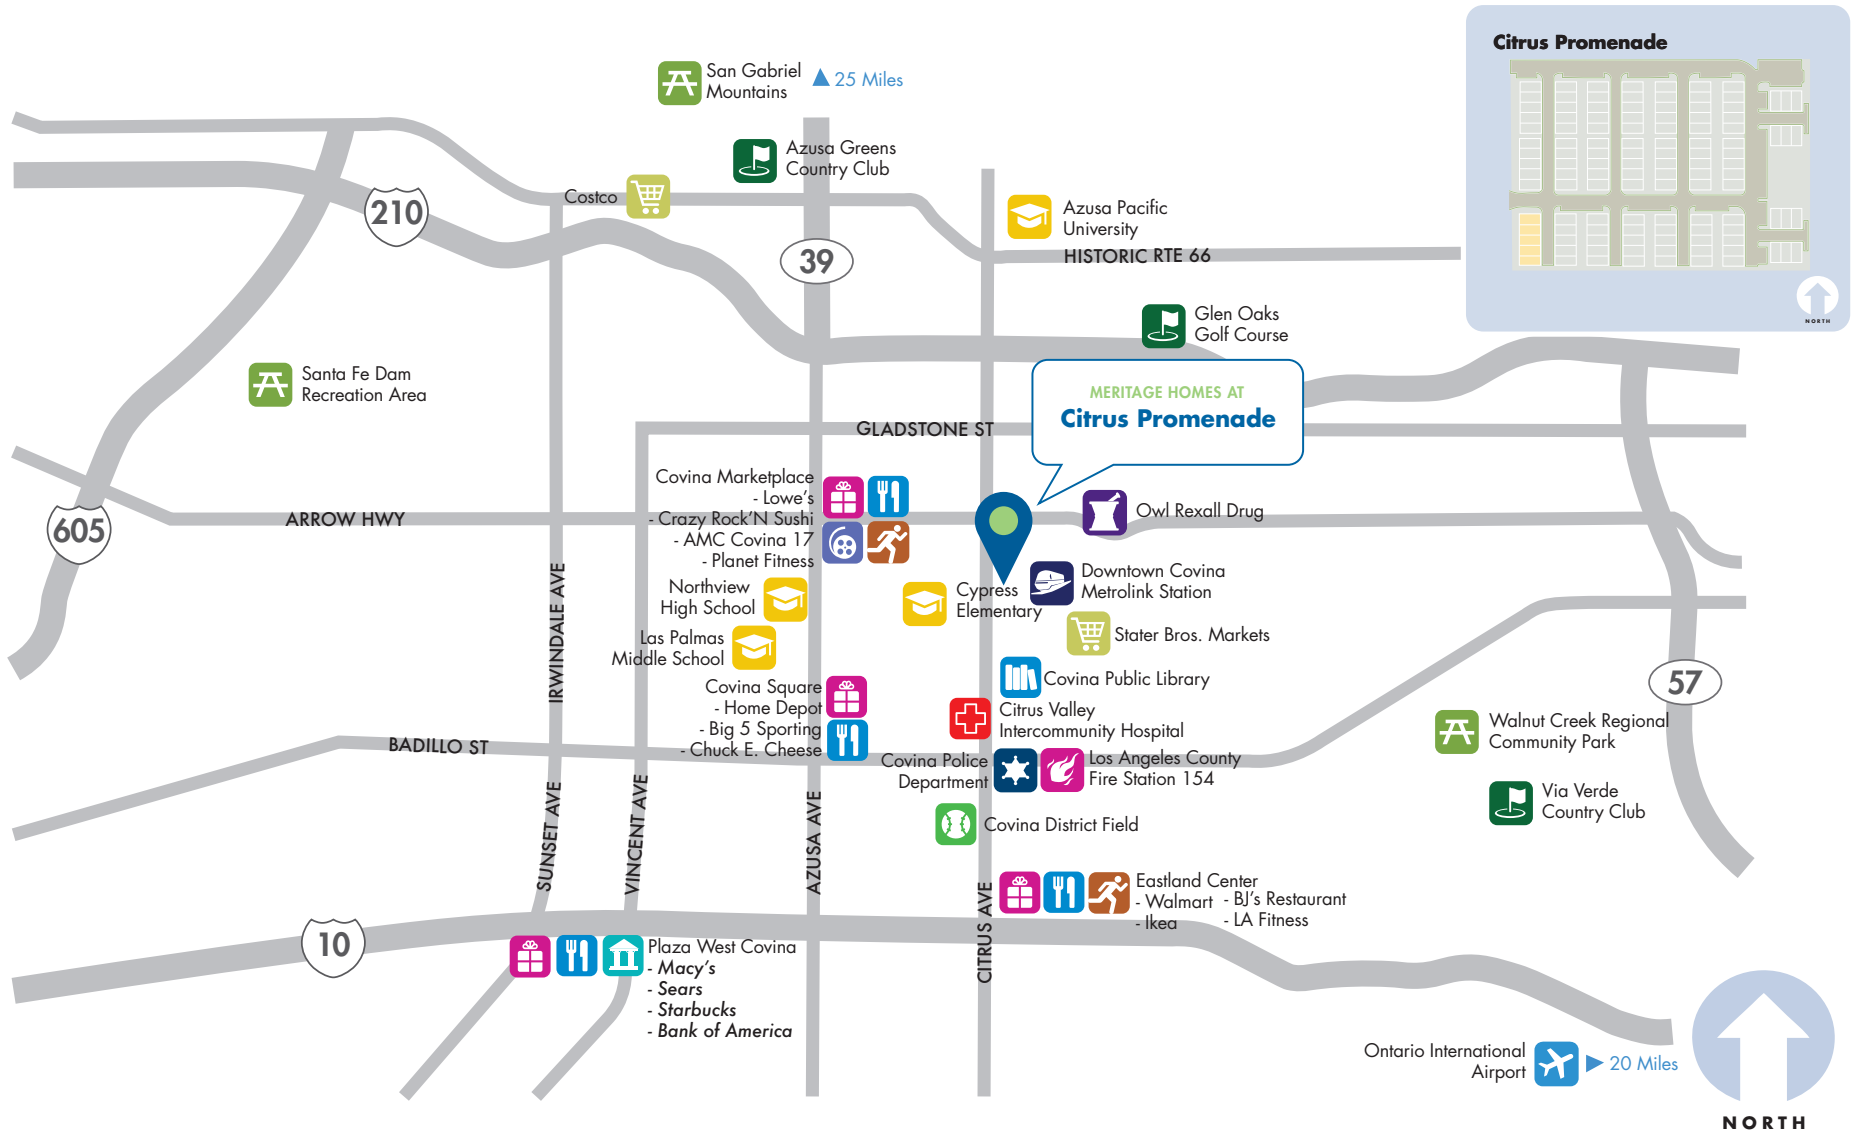 Citrus Promenade
NORTH
San Gabriel
Mountains
25 Miles
Azusa Greens
Country Club
210
Costco
Azusa Pacific
University
39
HISTORIC RTE 66
Glen Oaks
Golf Course
Santa Fe Dam
Recreation Area
MERITAGE HOMES AT
Citrus Promenade
GLADSTONE ST
Covina Marketplace
- Lowe's
- Crazy Rock'N Sushi
- AMC Covina 17
- Planet Fitness
605
ARROW HWY
Owl Rexall Drug
Northview
High School
Cypress
Elementary
Downtown Covina
Metrolink Station
Las Palmas
Middle School
Stater Bros. Markets
IRWINDALE AVE
Covina Square
- Home Depot
- Big 5 Sporting
- Chuck E. Cheese
Covina Public Library
57
Citrus Valley
Intercommunity Hospital
Walnut Creek Regional
Community Park
BADILLO ST
Covina Police
Department
Los Angeles County
Fire Station 154
Via Verde
Country Club
SUNSET AVE
VINCENT AVE
AZUSA AVE
Covina District Field
CITRUS AVE
Eastland Center
- Walmart
- Ikea
- BJ's Restaurant
- LA Fitness
10
Plaza West Covina
- Macy's
- Sears
- Starbucks
- Bank of America
Ontario International
Airport
20 Miles
NORTH